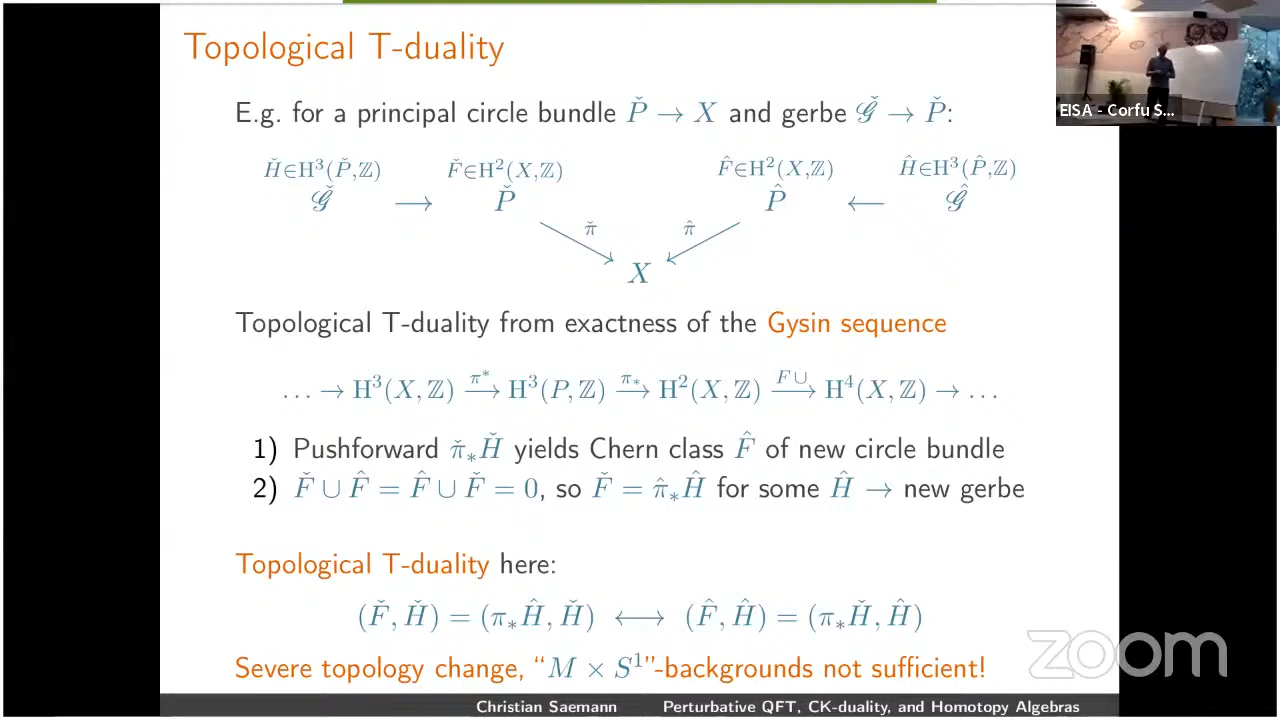 Topological T-duality
EISA - Corfu S...
E.g. for a principal circle bundle P̌ → X and gerbe 𝒢̌ → P̌:
Ȟ∈H³(P̌,ℤ) F̌∈H²(X,ℤ) F̂∈H²(X,ℤ) Ĥ∈H³(P̂,ℤ)
𝒢̌ → P̌ P̂ ← 𝒢̂
π̌ π̂
X
Topological T-duality from exactness of the Gysin sequence
… → H³(X, ℤ) —π*→ H³(P, ℤ) —π₎→ H²(X, ℤ) —F∪→ H⁴(X, ℤ) → …
1) Pushforward π̌₎Ȟ yields Chern class F̂ of new circle bundle
2) F̌ ∪ F̂ = F̂ ∪ F̌ = 0, so F̌ = π̂₎Ĥ for some Ĥ → new gerbe
Topological T-duality here:
(F̌, Ȟ) = (π₎Ĥ, Ȟ) ⟷ (F̂, Ĥ) = (π₎Ȟ, Ĥ)
Severe topology change, “M × S¹”-backgrounds not sufficient!
zoom
Christian Saemann Perturbative QFT, CK-duality, and Homotopy Algebras